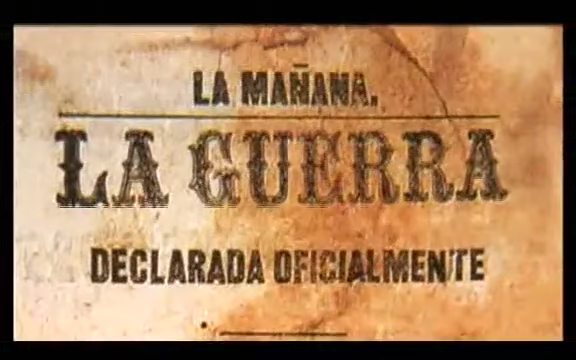 LA MAÑANA.
LA GUERRA
DECLARADA OFICIALMENTE